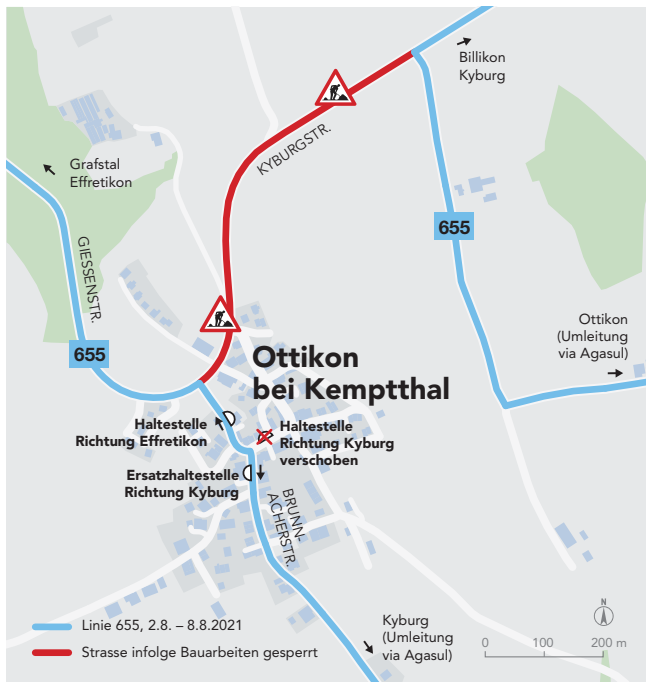 Billikon
Kyburg
KYBURGSTR.
Grafstal
Effretikon
GIESSENSTR.
655
655
Ottikon
(Umleitung
via Agasul)
Ottikon
bei Kemptthal
Haltestelle
Richtung Effretikon
Haltestelle
Richtung Kyburg
verschoben
Ersatzhaltestelle
Richtung Kyburg
BRUNN-
ACHERSTR.
Kyburg
(Umleitung
via Agasul)
N
0 100 200 m
Linie 655, 2.8. – 8.8.2021
Strasse infolge Bauarbeiten gesperrt